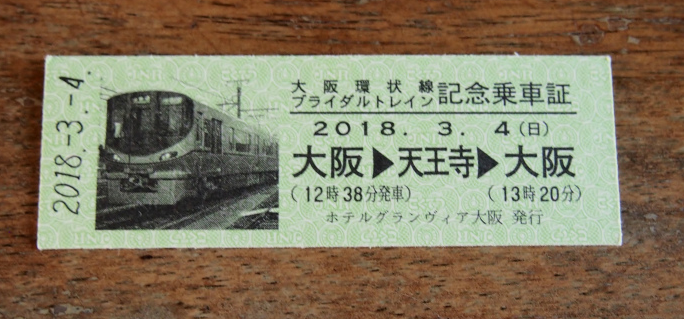 2018.-3.-4.
大阪環状線
ブライダルトレイン記念乗車証
2018. 3. 4(日)
大阪▶天王寺▶大阪
(12時38分発車) (13時20分)
ホテルグランヴィア大阪 発行